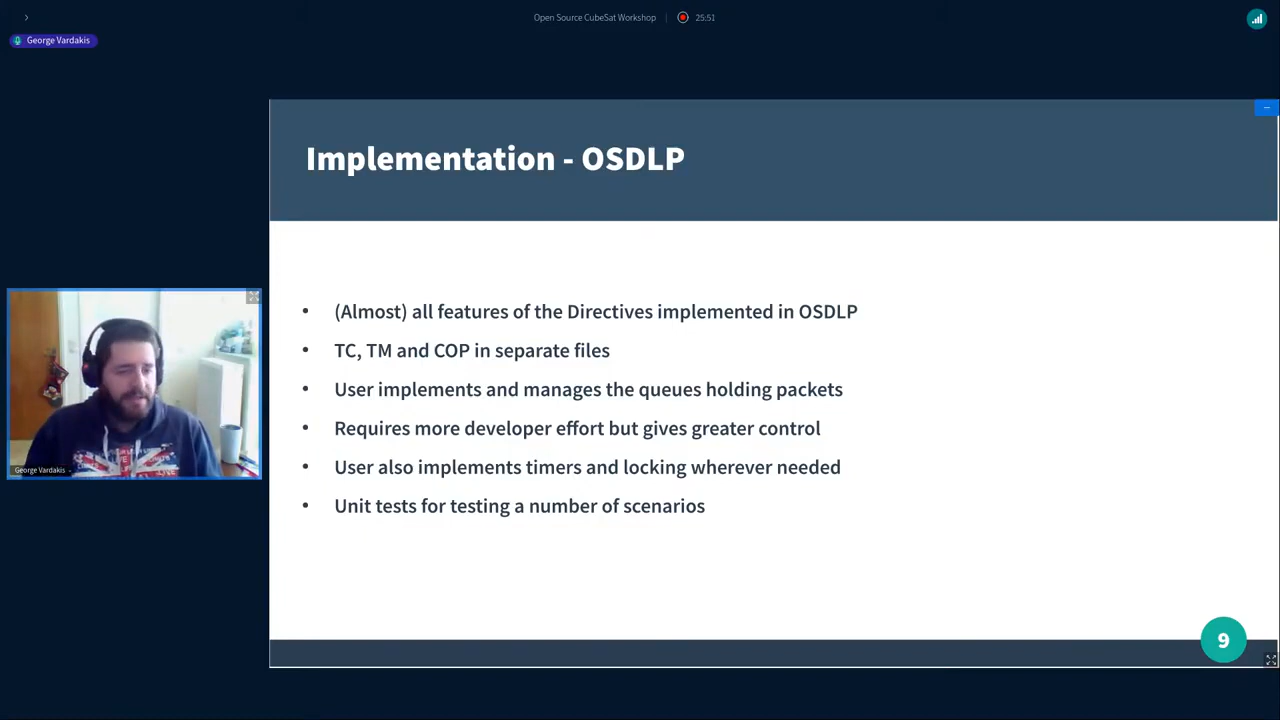 Open Source CubeSat Workshop
25:51
George Vardakis
Implementation - OSDLP
• (Almost) all features of the Directives implemented in OSDLP
• TC, TM and COP in separate files
• User implements and manages the queues holding packets
• Requires more developer effort but gives greater control
• User also implements timers and locking wherever needed
• Unit tests for testing a number of scenarios
George Vardakis
9